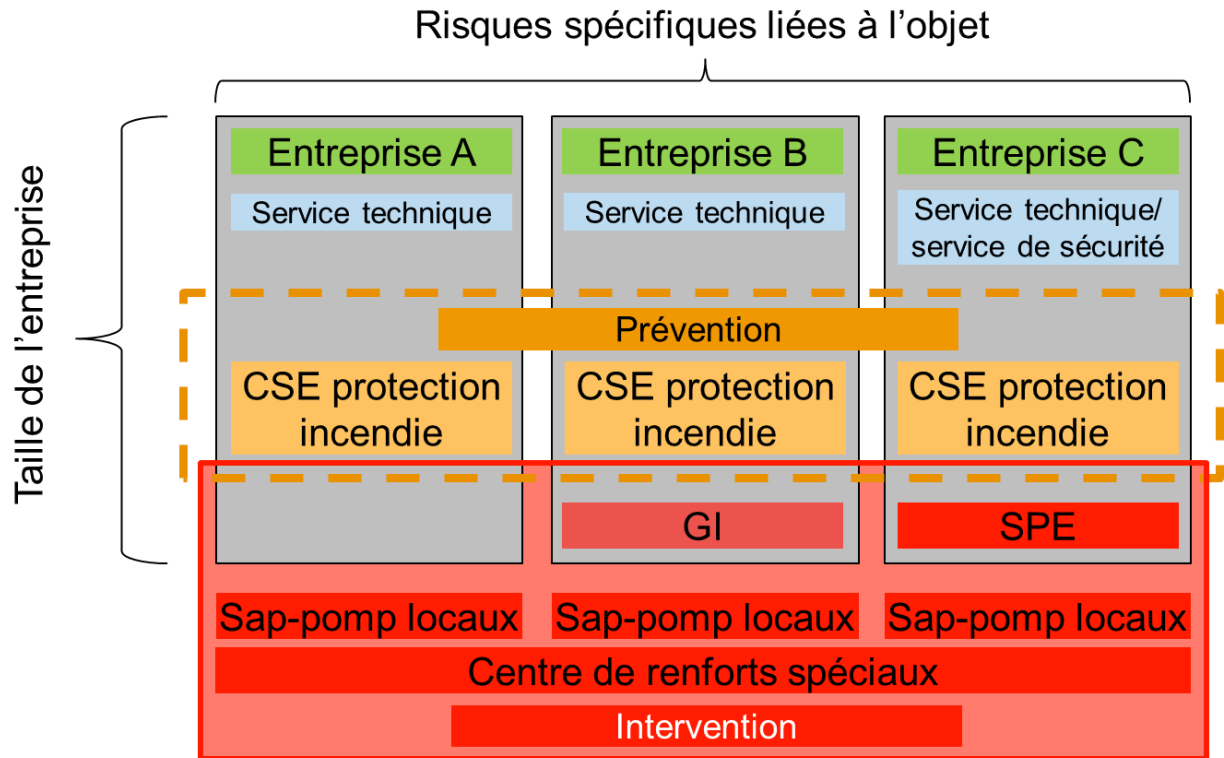 Risques spécifiques liées à l'objet
Taille de l'entreprise
Entreprise A
Entreprise B
Entreprise C
Service technique
Service technique
Service technique/
service de sécurité
Prévention
CSE protection
incendie
CSE protection
incendie
CSE protection
incendie
GI
SPE
Sap-pomp locaux
Sap-pomp locaux
Sap-pomp locaux
Centre de renforts spéciaux
Intervention